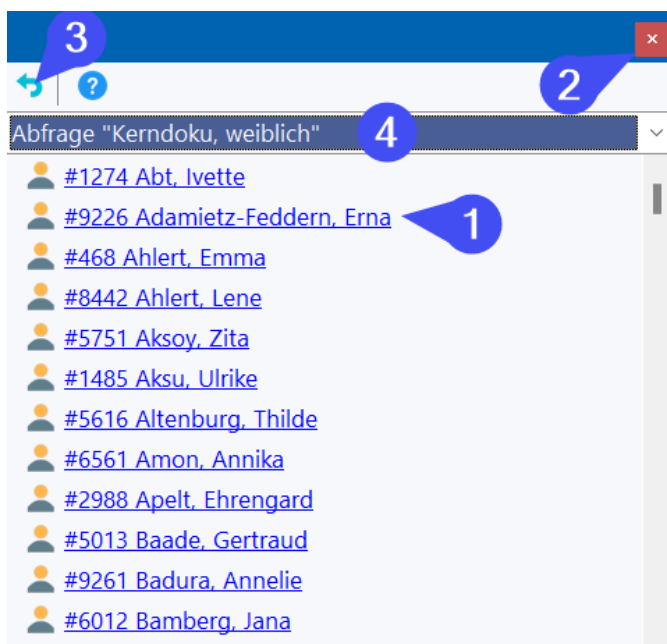 3
×
2
?
Abfrage "Kerndoku, weiblich"
4
#1274 Abt, Ivette
#9226 Adamietz-Feddern, Erna
1
#468 Ahlert, Emma
#8442 Ahlert, Lene
#5751 Aksoy, Zita
#1485 Aksu, Ulrike
#5616 Altenburg, Thilde
#6561 Amon, Annika
#2988 Apelt, Ehrengard
#5013 Baade, Gertraud
#9261 Badura, Annelie
#6012 Bamberg, Jana